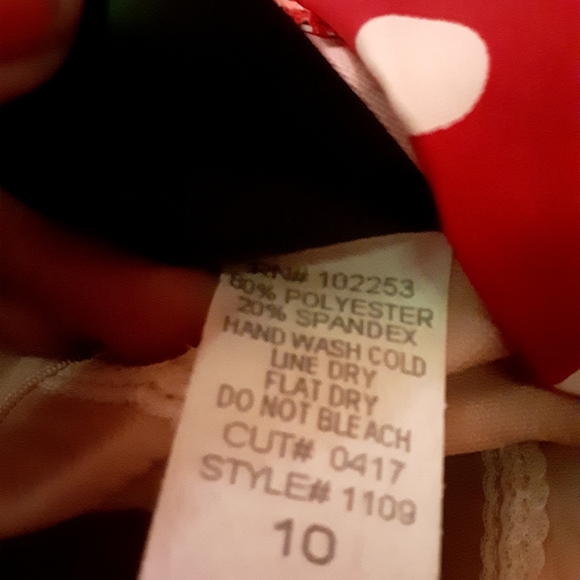 RN# 102253
80% POLYESTER
20% SPANDEX
HAND WASH COLD
LINE DRY
FLAT DRY
DO NOT BLEACH
CUT# 0417
STYLE# 1109
10